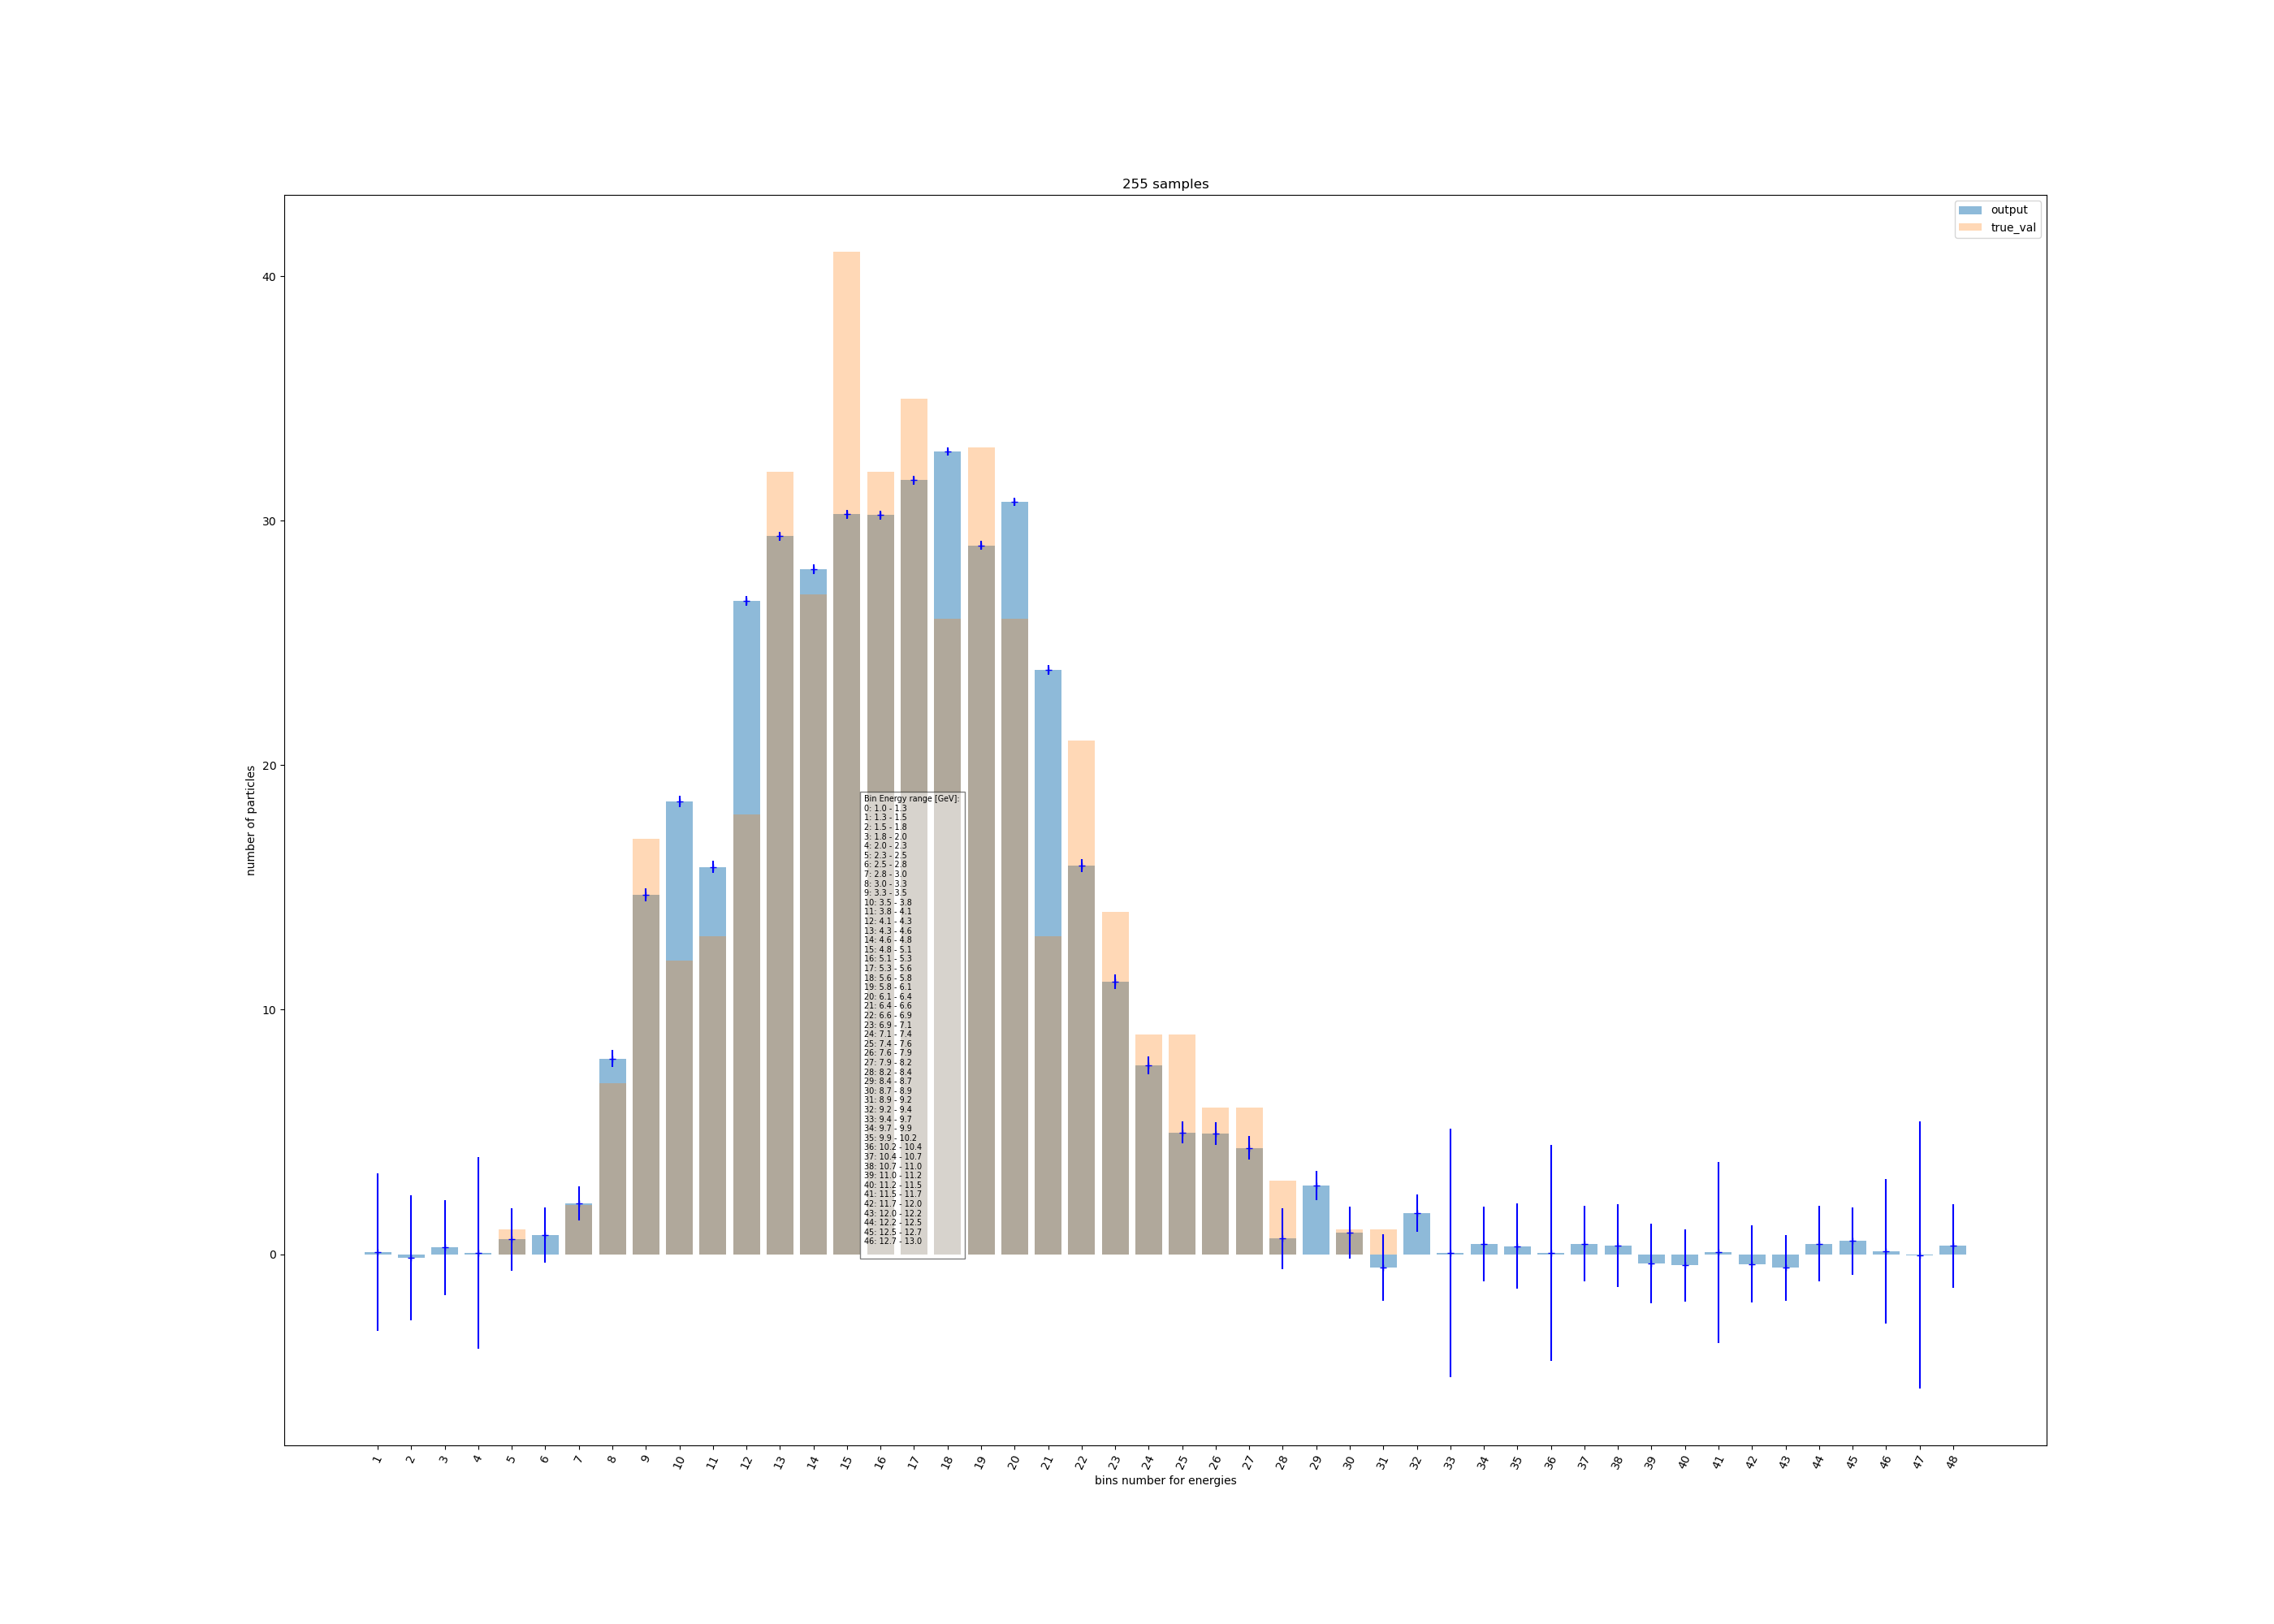 255 samples
output
true_val
40
30
20
10
0
number of particles
Bin Energy range [GeV]:
0: 1.0 - 1.3
1: 1.3 - 1.5
2: 1.5 - 1.8
3: 1.8 - 2.0
4: 2.0 - 2.3
5: 2.3 - 2.5
6: 2.5 - 2.8
7: 2.8 - 3.0
8: 3.0 - 3.3
9: 3.3 - 3.5
10: 3.5 - 3.8
11: 3.8 - 4.1
12: 4.1 - 4.3
13: 4.3 - 4.6
14: 4.6 - 4.8
15: 4.8 - 5.1
16: 5.1 - 5.3
17: 5.3 - 5.6
18: 5.6 - 5.8
19: 5.8 - 6.1
20: 6.1 - 6.4
21: 6.4 - 6.6
22: 6.6 - 6.9
23: 6.9 - 7.1
24: 7.1 - 7.4
25: 7.4 - 7.6
26: 7.6 - 7.9
27: 7.9 - 8.2
28: 8.2 - 8.4
29: 8.4 - 8.7
30: 8.7 - 8.9
31: 8.9 - 9.2
32: 9.2 - 9.4
33: 9.4 - 9.7
34: 9.7 - 9.9
35: 9.9 - 10.2
36: 10.2 - 10.4
37: 10.4 - 10.7
38: 10.7 - 11.0
39: 11.0 - 11.2
40: 11.2 - 11.5
41: 11.5 - 11.7
42: 11.7 - 12.0
43: 12.0 - 12.2
44: 12.2 - 12.5
45: 12.5 - 12.7
46: 12.7 - 13.0
1 2 3 4 5 6 7 8 9 10 11 12 13 14 15 16 17 18 19 20 21 22 23 24 25 26 27 28 29 30 31 32 33 34 35 36 37 38 39 40 41 42 43 44 45 46 47 48
bins number for energies